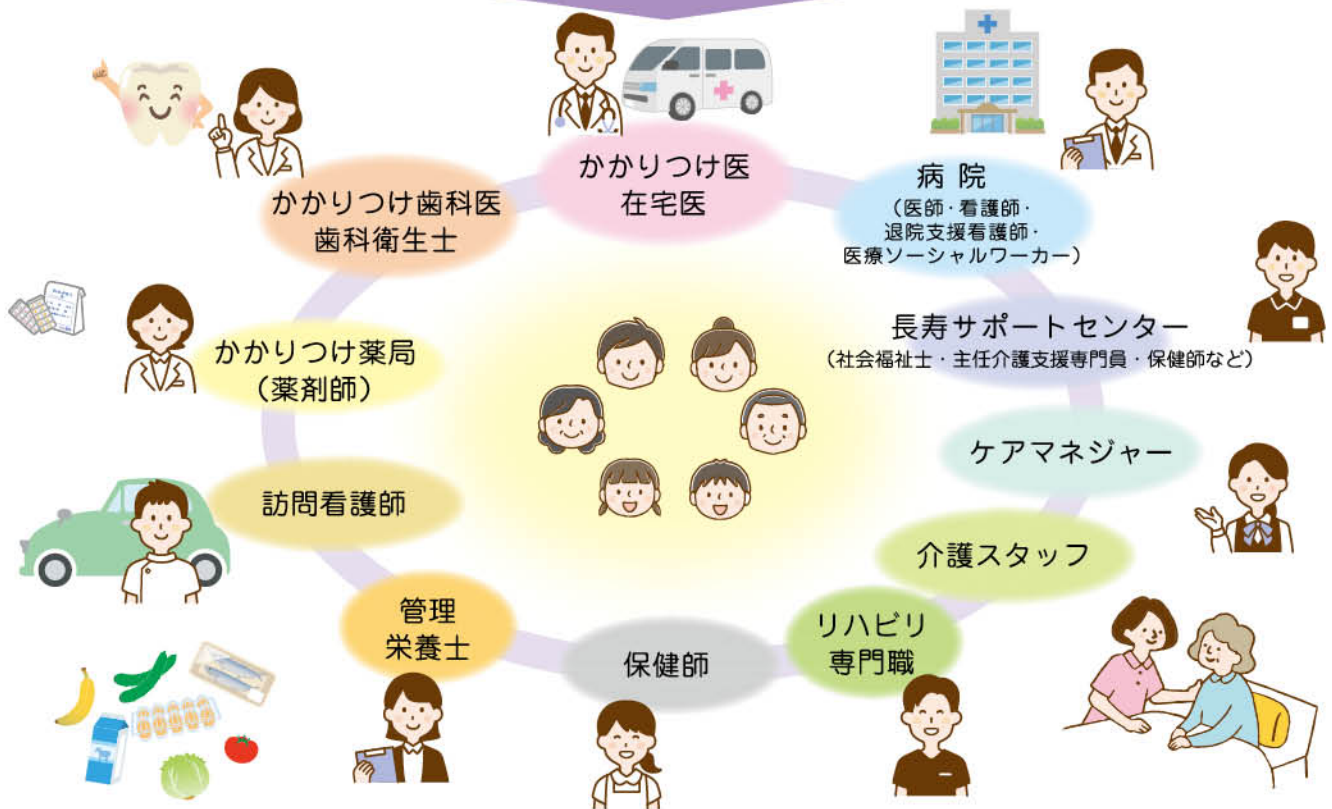 かかりつけ医
在宅医
病院
（医師・看護師・
退院支援看護師・
医療ソーシャルワーカー）
長寿サポートセンター
（社会福祉士・主任介護支援専門員・保健師など）
ケアマネジャー
介護スタッフ
リハビリ
専門職
保健師
管理
栄養士
訪問看護師
かかりつけ薬局
（薬剤師）
かかりつけ歯科医
歯科衛生士